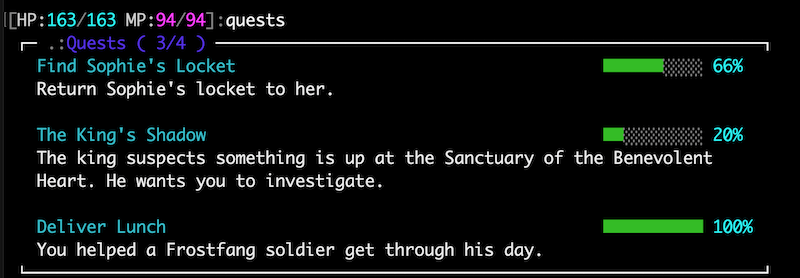 [HP:163/163 MP:94/94]:quests
.:Quests ( 3/4 )
Find Sophie's Locket 66%
Return Sophie's locket to her.
The King's Shadow 20%
The king suspects something is up at the Sanctuary of the Benevolent
Heart. He wants you to investigate.
Deliver Lunch 100%
You helped a Frostfang soldier get through his day.